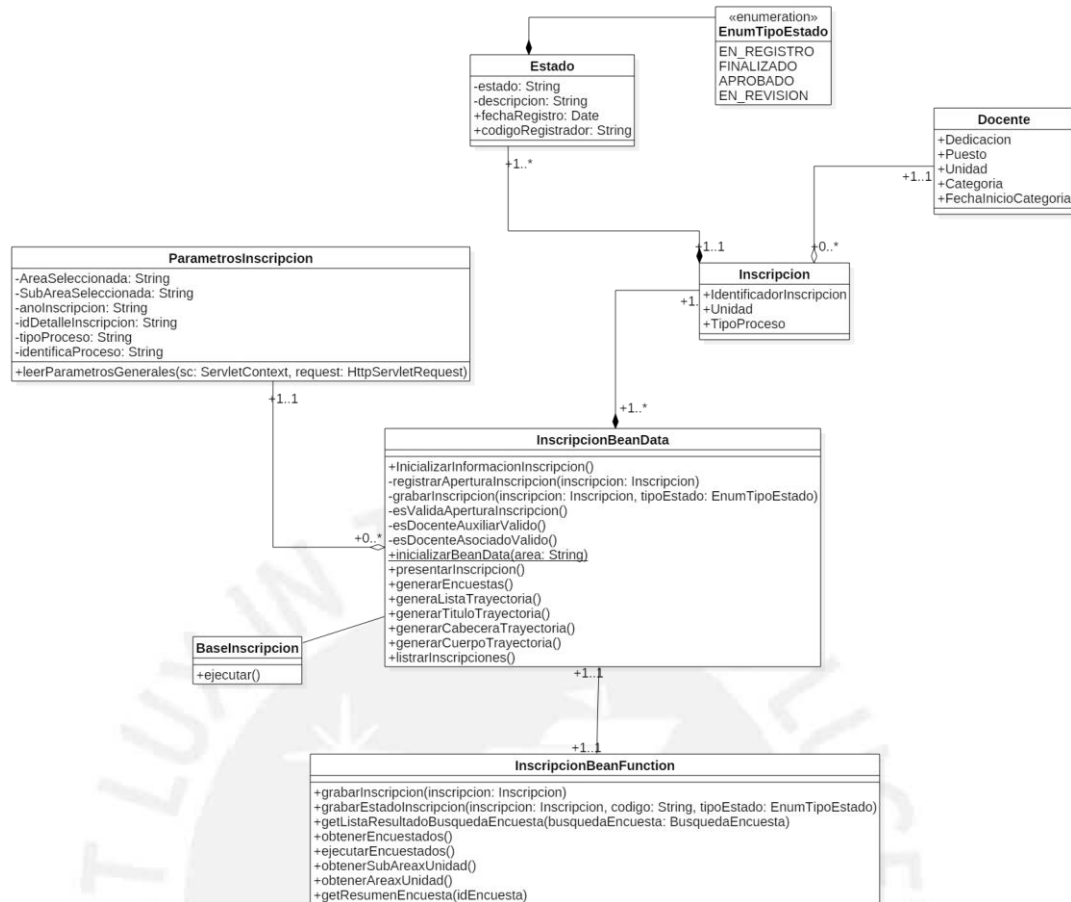 «enumeration»
EnumTipoEstado
EN_REGISTRO
FINALIZADO
APROBADO
EN_REVISION
Estado
-estado: String
-descripcion: String
+fechaRegistro: Date
+codigoRegistrador: String
+1..*
Docente
+Dedicacion
+Puesto
+Unidad
+Categoria
+FechaInicioCategoria
+1..1
+1..1
+0..*
Inscripcion
+IdentificadorInscripcion
+Unidad
+TipoProceso
+1.
ParametrosInscripcion
-AreaSeleccionada: String
-SubAreaSeleccionada: String
-anoInscripcion: String
-idDetalleInscripcion: String
-tipoProceso: String
-identificaProceso: String
+leerParametrosGenerales(sc: ServletContext, request: HttpServletRequest)
+1..1
+1..*
InscripcionBeanData
+InicializarInformacionInscripcion()
-registrarAperturaInscripcion(inscripcion: Inscripcion)
-grabarInscripcion(inscripcion: Inscripcion, tipoEstado: EnumTipoEstado)
-esValidaAperturaInscripcion()
-esDocenteAuxiliarValido()
-esDocenteAsociadoValido()
+inicializarBeanData(area: String)
+presentarInscripcion()
+generarEncuestas()
+generaListaTrayectoria()
+generarTituloTrayectoria()
+generarCabeceraTrayectoria()
+generarCuerpoTrayectoria()
+listrarInscripciones()
+0..*
BaseInscripcion
+ejecutar()
+1..1
+1..1
InscripcionBeanFunction
+grabarInscripcion(inscripcion: Inscripcion)
+grabarEstadoInscripcion(inscripcion: Inscripcion, codigo: String, tipoEstado: EnumTipoEstado)
+getListaResultadoBusquedaEncuesta(busquedaEncuesta: BusquedaEncuesta)
+obtenerEncuestados()
+ejecutarEncuestados()
+obtenerSubAreaxUnidad()
+obtenerAreaxUnidad()
+getResumenEncuesta(idEncuesta)